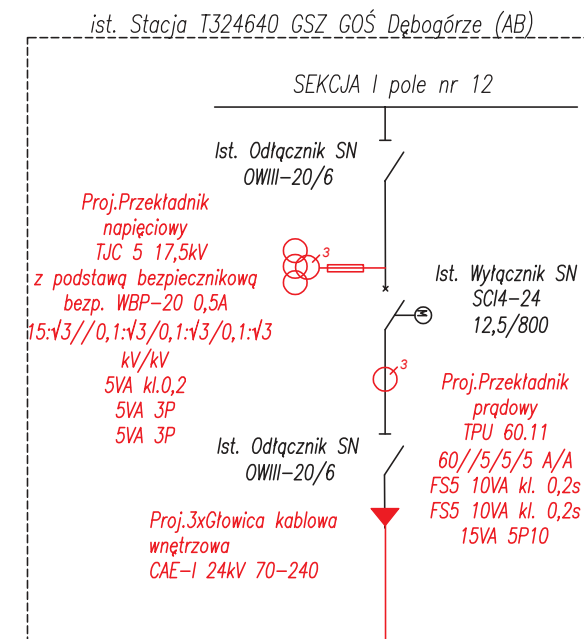 ist. Stacja T324640 GSZ GOŚ Dębogórze (AB)
SEKCJA I pole nr 12
Ist. Odłącznik SN
OWIII-20/6
Proj.Przekładnik
napięciowy
TJC 5 17,5kV
z podstawą bezpiecznikową
bezp. WBP-20 0,5A
15:√3//0,1:√3/0,1:√3/0,1:√3
kV/kV
5VA kl.0,2
5VA 3P
5VA 3P
3
Ist. Wyłącznik SN
SCI4-24
12,5/800
M
3
Proj.Przekładnik
prądowy
TPU 60.11
60//5/5/5 A/A
FS5 10VA kl. 0,2s
FS5 10VA kl. 0,2s
15VA 5P10
Ist. Odłącznik SN
OWIII-20/6
Proj.3xGłowica kablowa
wnętrzowa
CAE-I 24kV 70-240